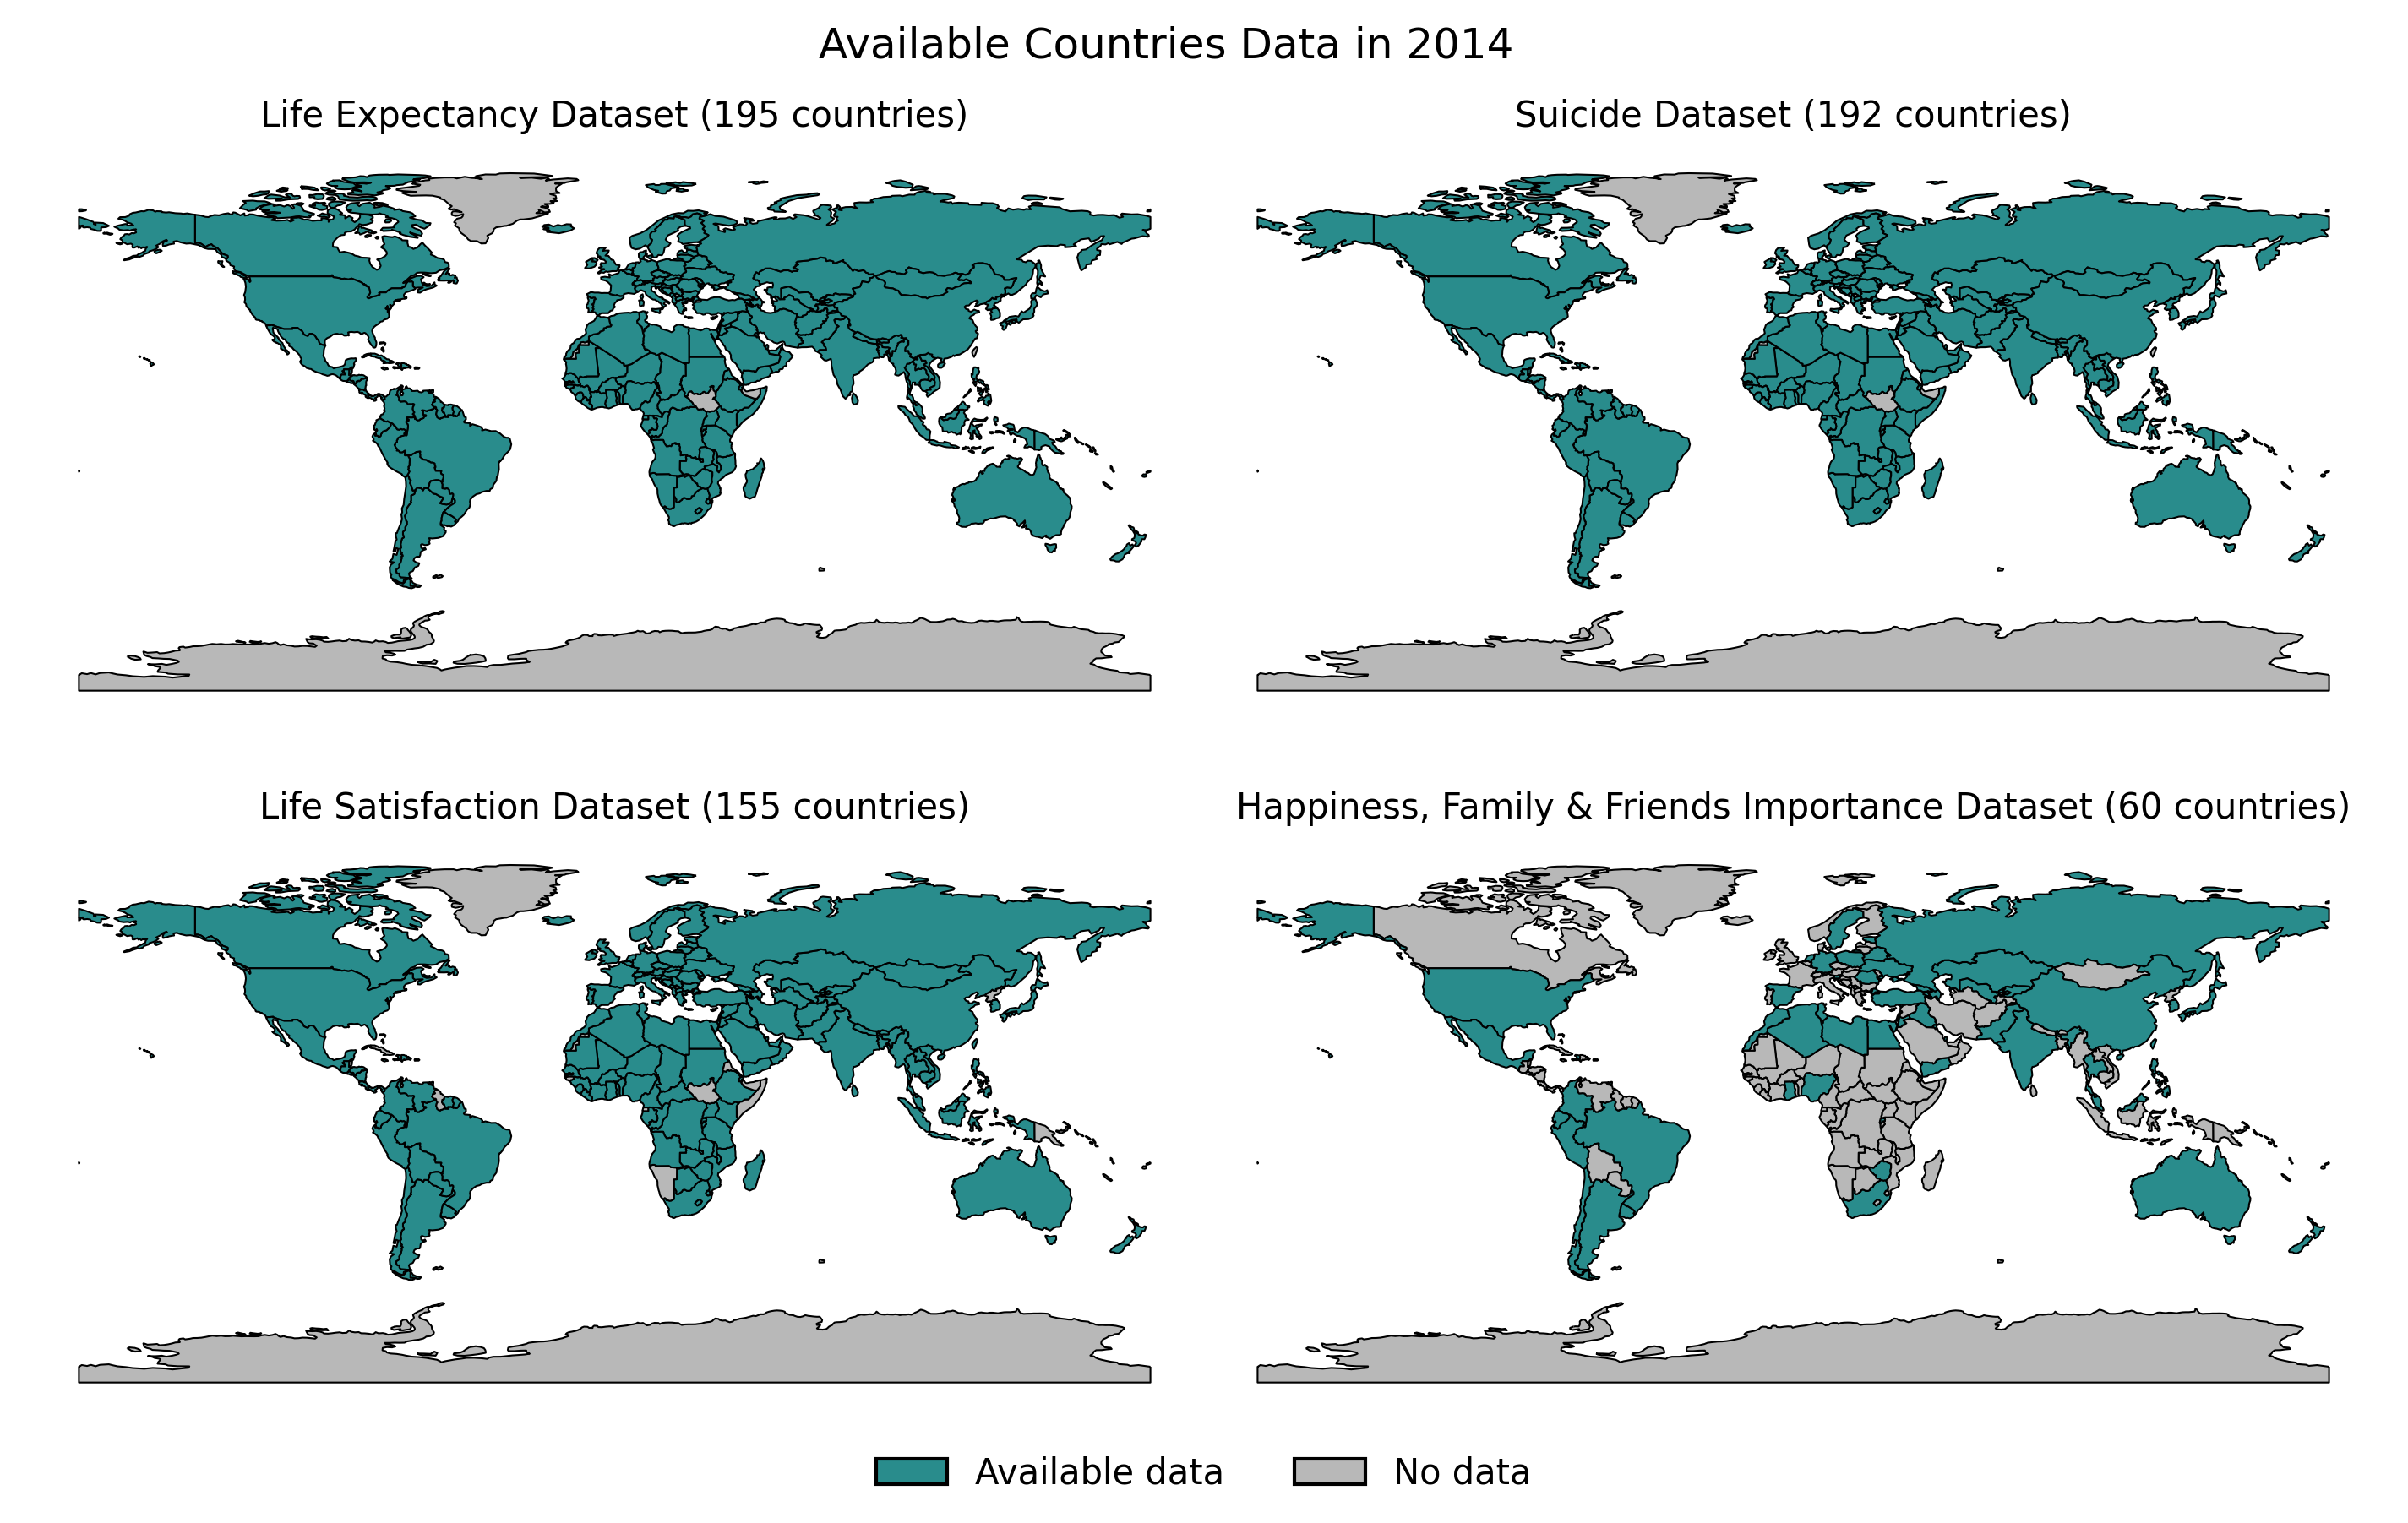 Available Countries Data in 2014
Life Expectancy Dataset (195 countries)
Suicide Dataset (192 countries)
Life Satisfaction Dataset (155 countries)
Happiness, Family & Friends Importance Dataset (60 countries)
Available data
No data